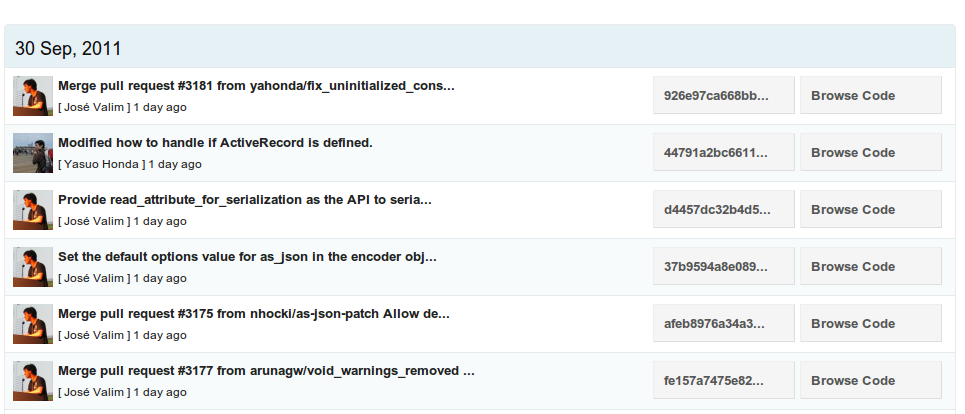 30 Sep, 2011
Merge pull request #3181 from yahonda/fix_uninitialized_cons...
[ José Valim ] 1 day ago
926e97ca668bb...
Browse Code
Modified how to handle if ActiveRecord is defined.
[ Yasuo Honda ] 1 day ago
44791a2bc6611...
Browse Code
Provide read_attribute_for_serialization as the API to seria...
[ José Valim ] 1 day ago
d4457dc32b4d5...
Browse Code
Set the default options value for as_json in the encoder obj...
[ José Valim ] 1 day ago
37b9594a8e089...
Browse Code
Merge pull request #3175 from nhocki/as-json-patch Allow de...
[ José Valim ] 1 day ago
afeb8976a34a3...
Browse Code
Merge pull request #3177 from arunagw/void_warnings_removed ...
[ José Valim ] 1 day ago
fe157a7475e82...
Browse Code